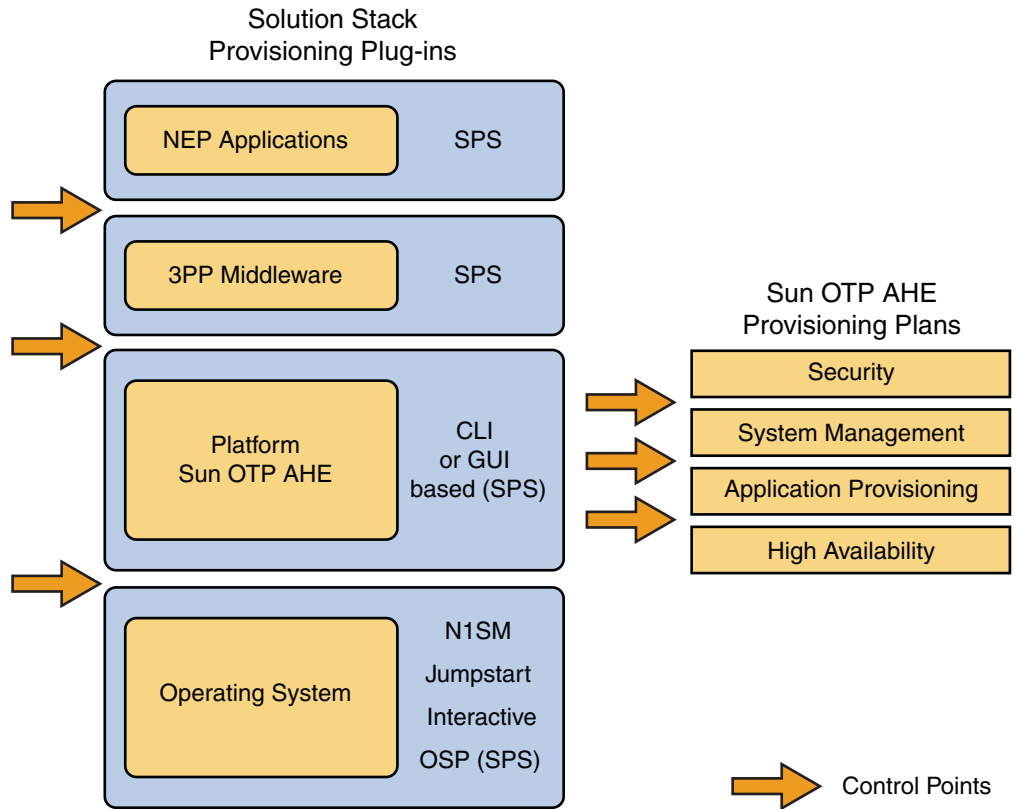 Solution Stack
Provisioning Plug-ins
NEP Applications
SPS
3PP Middleware
SPS
Platform
Sun OTP AHE
CLI
or GUI
based (SPS)
Operating System
N1SM
Jumpstart
Interactive
OSP (SPS)
Sun OTP AHE
Provisioning Plans
Security
System Management
Application Provisioning
High Availability
Control Points